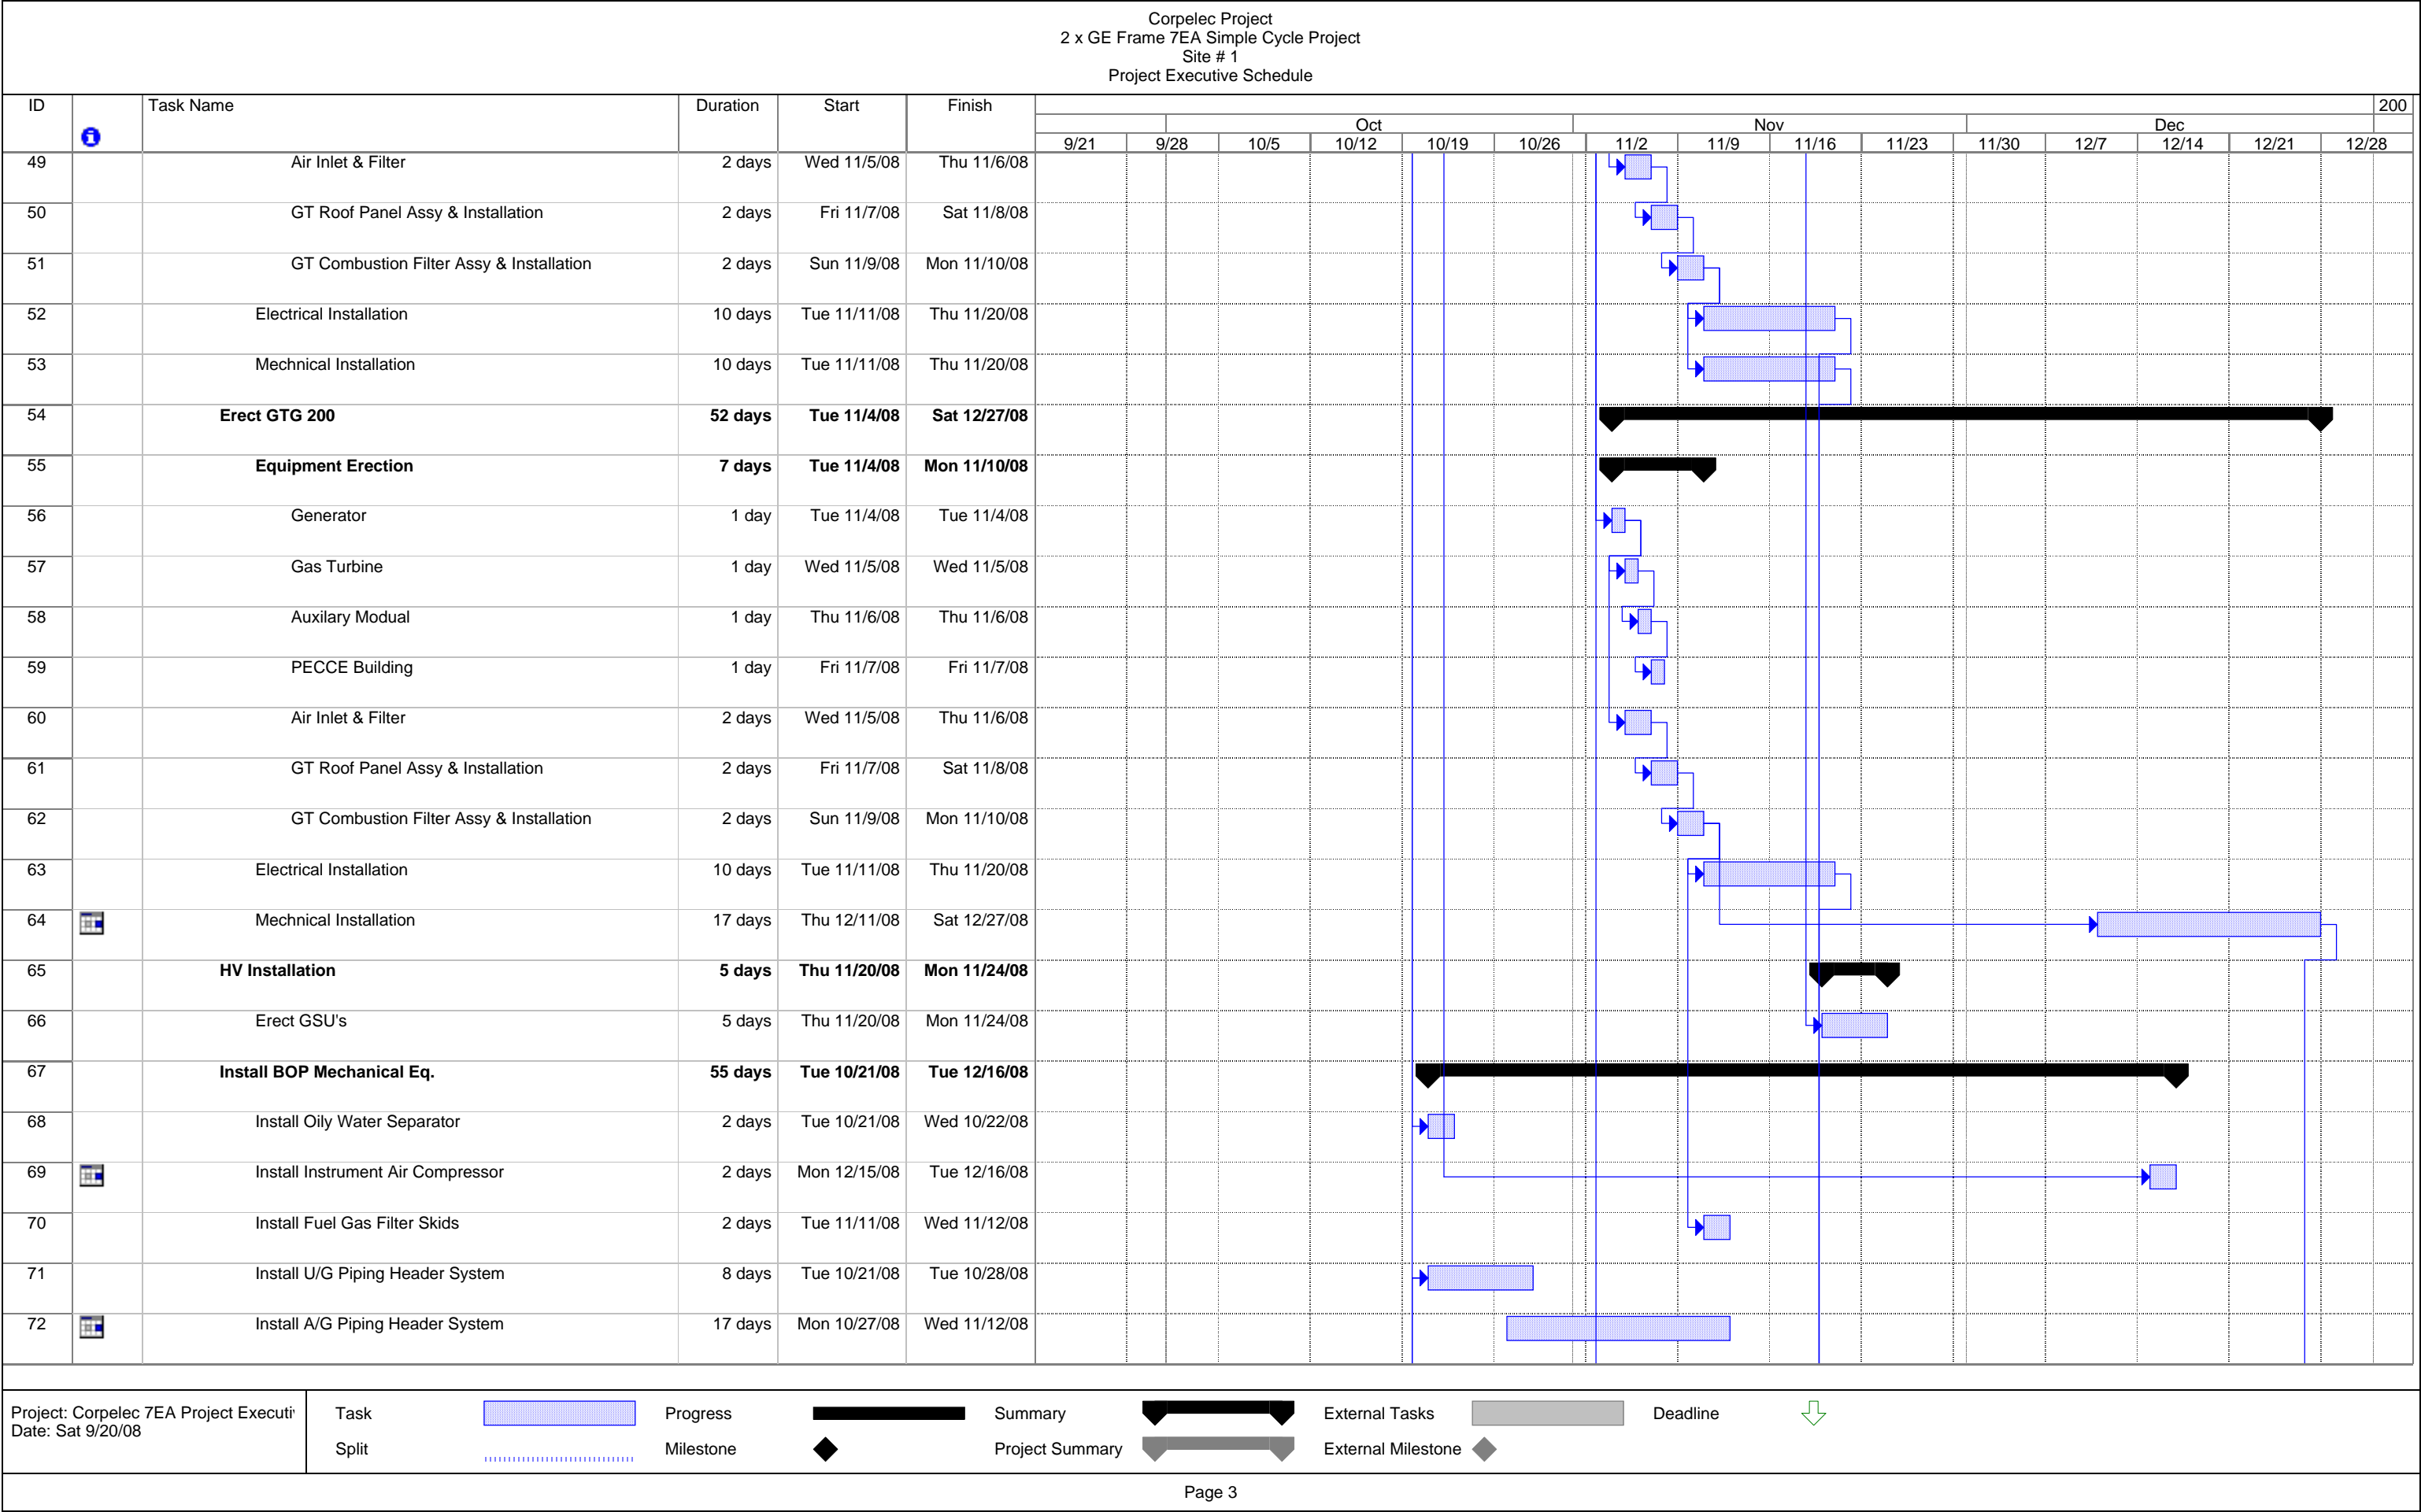 Corpelec Project
2 x GE Frame 7EA Simple Cycle Project
Site # 1
Project Executive Schedule
ID Task Name Duration Start Finish 200
Oct Nov Dec
9/21 9/28 10/5 10/12 10/19 10/26 11/2 11/9 11/16 11/23 11/30 12/7 12/14 12/21 12/28
49 Air Inlet & Filter 2 days Wed 11/5/08 Thu 11/6/08
50 GT Roof Panel Assy & Installation 2 days Fri 11/7/08 Sat 11/8/08
51 GT Combustion Filter Assy & Installation 2 days Sun 11/9/08 Mon 11/10/08
52 Electrical Installation 10 days Tue 11/11/08 Thu 11/20/08
53 Mechnical Installation 10 days Tue 11/11/08 Thu 11/20/08
54 Erect GTG 200 52 days Tue 11/4/08 Sat 12/27/08
55 Equipment Erection 7 days Tue 11/4/08 Mon 11/10/08
56 Generator 1 day Tue 11/4/08 Tue 11/4/08
57 Gas Turbine 1 day Wed 11/5/08 Wed 11/5/08
58 Auxilary Modual 1 day Thu 11/6/08 Thu 11/6/08
59 PECCE Building 1 day Fri 11/7/08 Fri 11/7/08
60 Air Inlet & Filter 2 days Wed 11/5/08 Thu 11/6/08
61 GT Roof Panel Assy & Installation 2 days Fri 11/7/08 Sat 11/8/08
62 GT Combustion Filter Assy & Installation 2 days Sun 11/9/08 Mon 11/10/08
63 Electrical Installation 10 days Tue 11/11/08 Thu 11/20/08
64 Mechnical Installation 17 days Thu 12/11/08 Sat 12/27/08
65 HV Installation 5 days Thu 11/20/08 Mon 11/24/08
66 Erect GSU's 5 days Thu 11/20/08 Mon 11/24/08
67 Install BOP Mechanical Eq. 55 days Tue 10/21/08 Tue 12/16/08
68 Install Oily Water Separator 2 days Tue 10/21/08 Wed 10/22/08
69 Install Instrument Air Compressor 2 days Mon 12/15/08 Tue 12/16/08
70 Install Fuel Gas Filter Skids 2 days Tue 11/11/08 Wed 11/12/08
71 Install U/G Piping Header System 8 days Tue 10/21/08 Tue 10/28/08
72 Install A/G Piping Header System 17 days Mon 10/27/08 Wed 11/12/08
Project: Corpelec 7EA Project Executi
Date: Sat 9/20/08
Task Progress Summary External Tasks Deadline
Split Milestone Project Summary External Milestone
Page 3